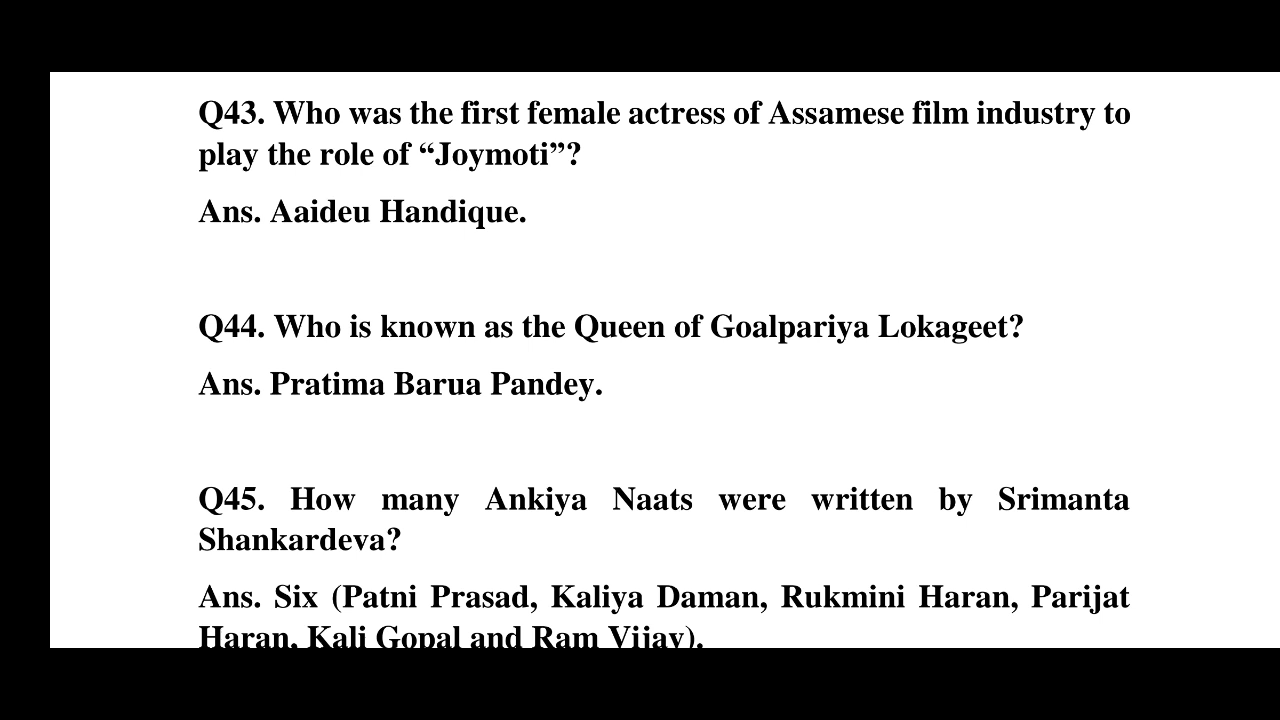 Q43. Who was the first female actress of Assamese film industry to
play the role of “Joymoti”?
Ans. Aaideu Handique.
Q44. Who is known as the Queen of Goalpariya Lokageet?
Ans. Pratima Barua Pandey.
Q45. How many Ankiya Naats were written by Srimanta
Shankardeva?
Ans. Six (Patni Prasad, Kaliya Daman, Rukmini Haran, Parijat
Haran, Kali Gopal and Ram Vijay).